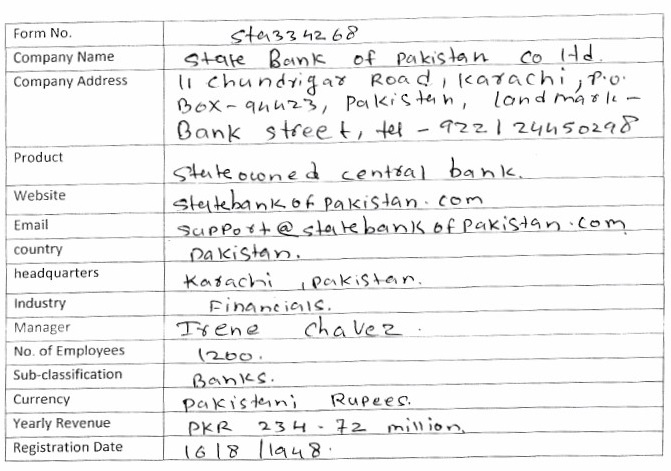 Form No. Sta334268
Company Name State Bank of Pakistan co ltd.
Company Address 11 chundrigar Road, Karachi, P.O.
Box-94423, Pakistan, landmark-
Bank street, tel - 9221 24450298
Product State owned central bank.
Website statebankofpakistan.com
Email support@statebankofpakistan.com
country Pakistan.
headquarters Karachi, Pakistan.
Industry Financials.
Manager Irene Chavez.
No. of Employees 1200.
Sub-classification Banks.
Currency Pakistani Rupees.
Yearly Revenue PKR 234.72 million.
Registration Date 16/8/1948.